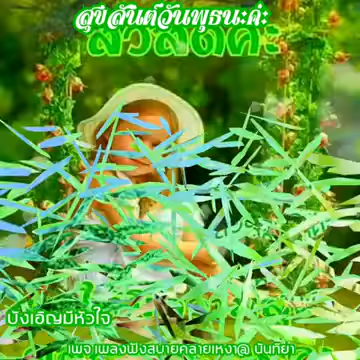 สุขสันต์วันพุธนะค่ะ
สวัสดีค่ะ
บังเอิญมีหัวใจ
เพจ เพลงฟังสบายคลายเหงา@ นันทิยา